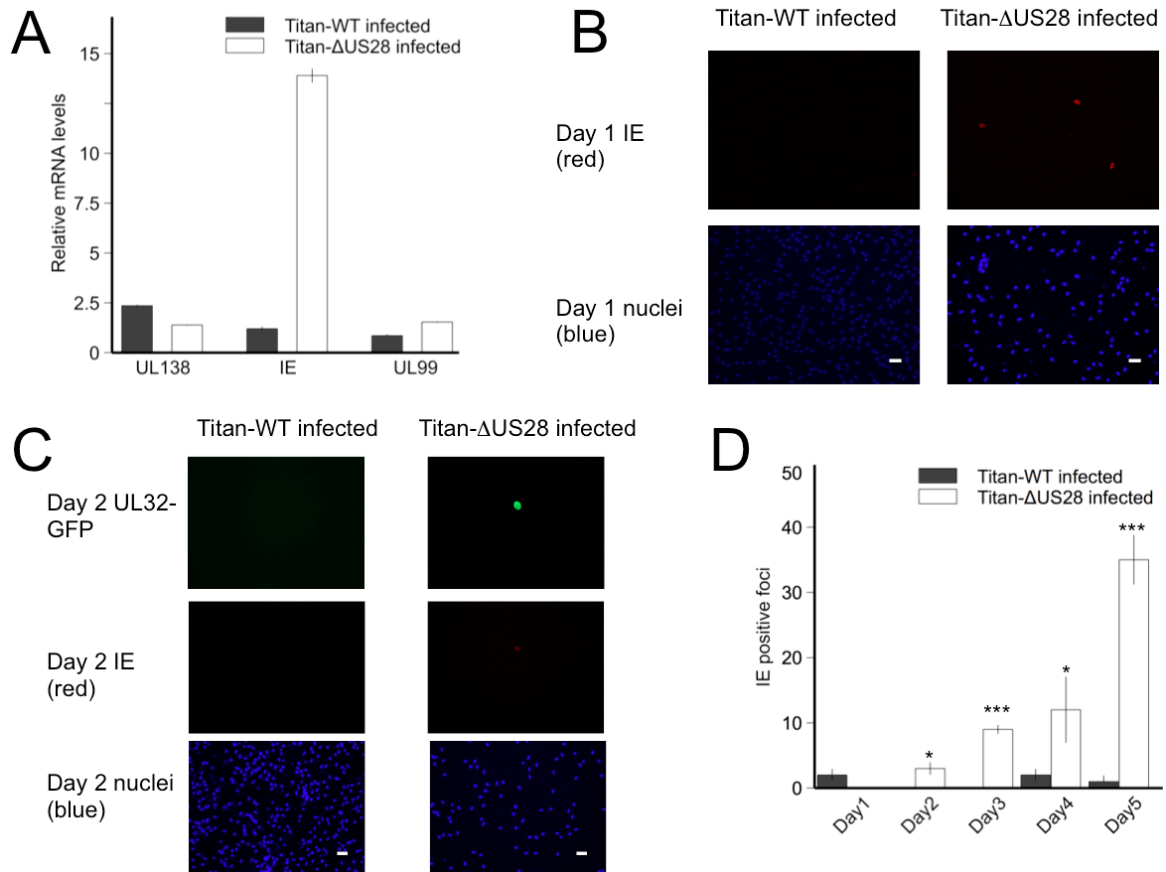 A
Titan-WT infected
Titan-ΔUS28 infected
Relative mRNA levels
15
10
7.5
5
2.5
0
UL138
IE
UL99
B
Titan-WT infected
Titan-ΔUS28 infected
Day 1 IE
(red)
Day 1 nuclei
(blue)
C
Titan-WT infected
Titan-ΔUS28 infected
Day 2 UL32-
GFP
Day 2 IE
(red)
Day 2 nuclei
(blue)
D
Titan-WT infected
Titan-ΔUS28 infected
IE positive foci
50
40
30
20
10
0
*
***
*
***
Day1
Day2
Day3
Day4
Day5